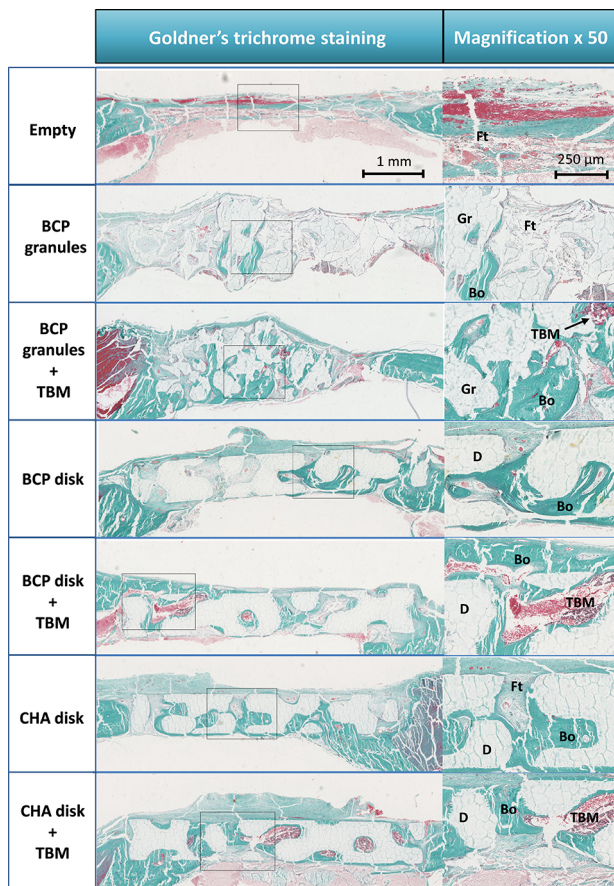 Goldner's trichrome staining
Magnification x 50
Empty
1 mm
Ft
250 µm
BCP
granules
Gr
Ft
Bo
BCP
granules
+
TBM
TBM
Gr
Bo
BCP disk
D
Bo
BCP disk
+
TBM
Bo
D
TBM
CHA disk
Ft
Bo
D
CHA disk
+
TBM
Bo
D
TBM